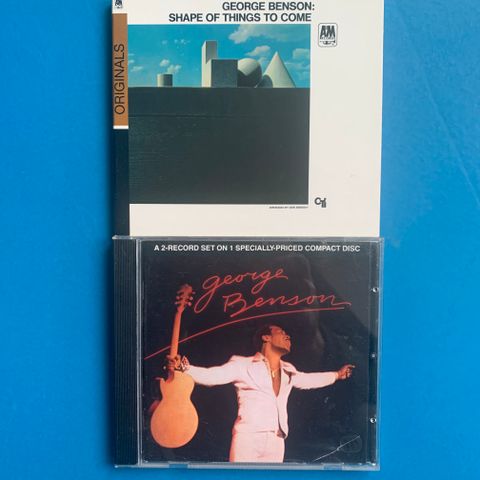 GEORGE BENSON:
SHAPE OF THINGS TO COME
A&M
RECORDS
ORIGINALS
CTi
A 2-RECORD SET ON 1 SPECIALLY-PRICED COMPACT DISC
george
Benson